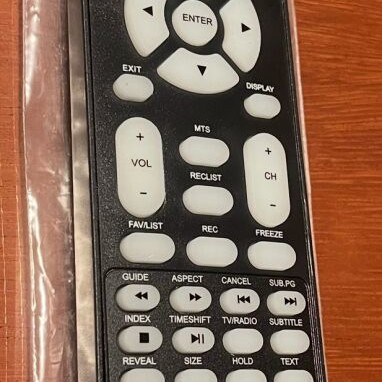 ENTER
EXIT
DISPLAY
MTS
+ +
VOL CH
- -
RECLIST
FAV/LIST REC FREEZE
GUIDE ASPECT CANCEL SUB.PG
INDEX TIMESHIFT TV/RADIO SUBTITLE
REVEAL SIZE HOLD TEXT